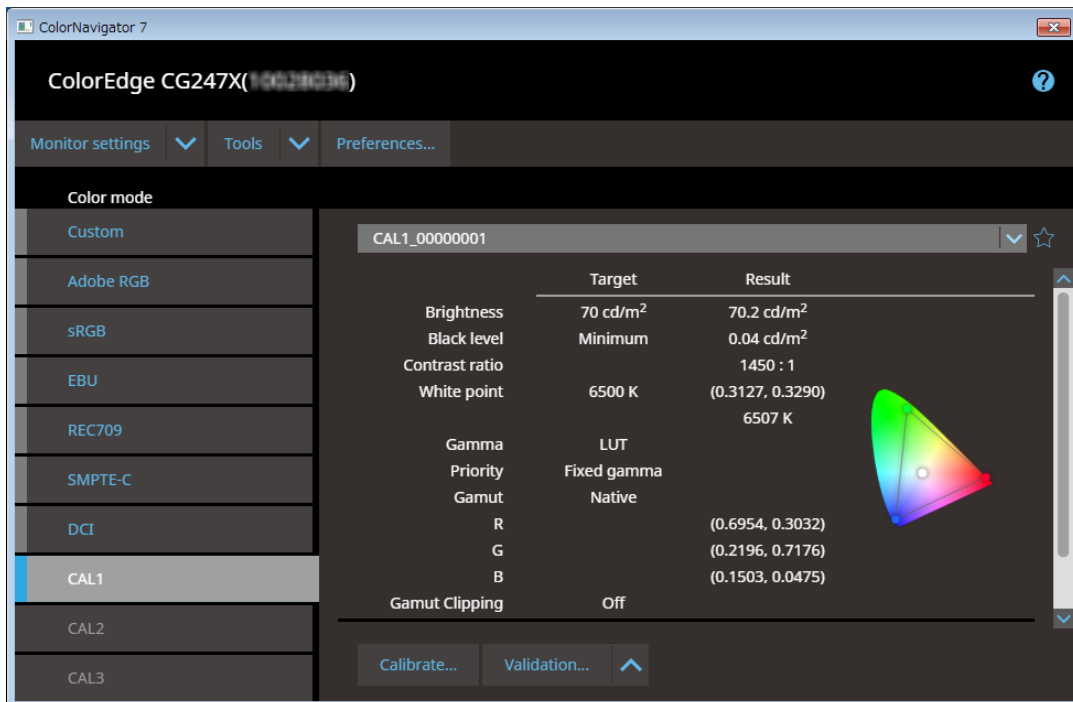 ColorNavigator 7
ColorEdge CG247X( )
Monitor settings Tools Preferences...
Color mode
Custom
Adobe RGB
sRGB
EBU
REC709
SMPTE-C
DCI
CAL1
CAL2
CAL3
CAL1_00000001
Target Result
Brightness 70 cd/m² 70.2 cd/m²
Black level Minimum 0.04 cd/m²
Contrast ratio 1450 : 1
White point 6500 K (0.3127, 0.3290)
6507 K
Gamma LUT
Priority Fixed gamma
Gamut Native
R (0.6954, 0.3032)
G (0.2196, 0.7176)
B (0.1503, 0.0475)
Gamut Clipping Off
Calibrate... Validation...